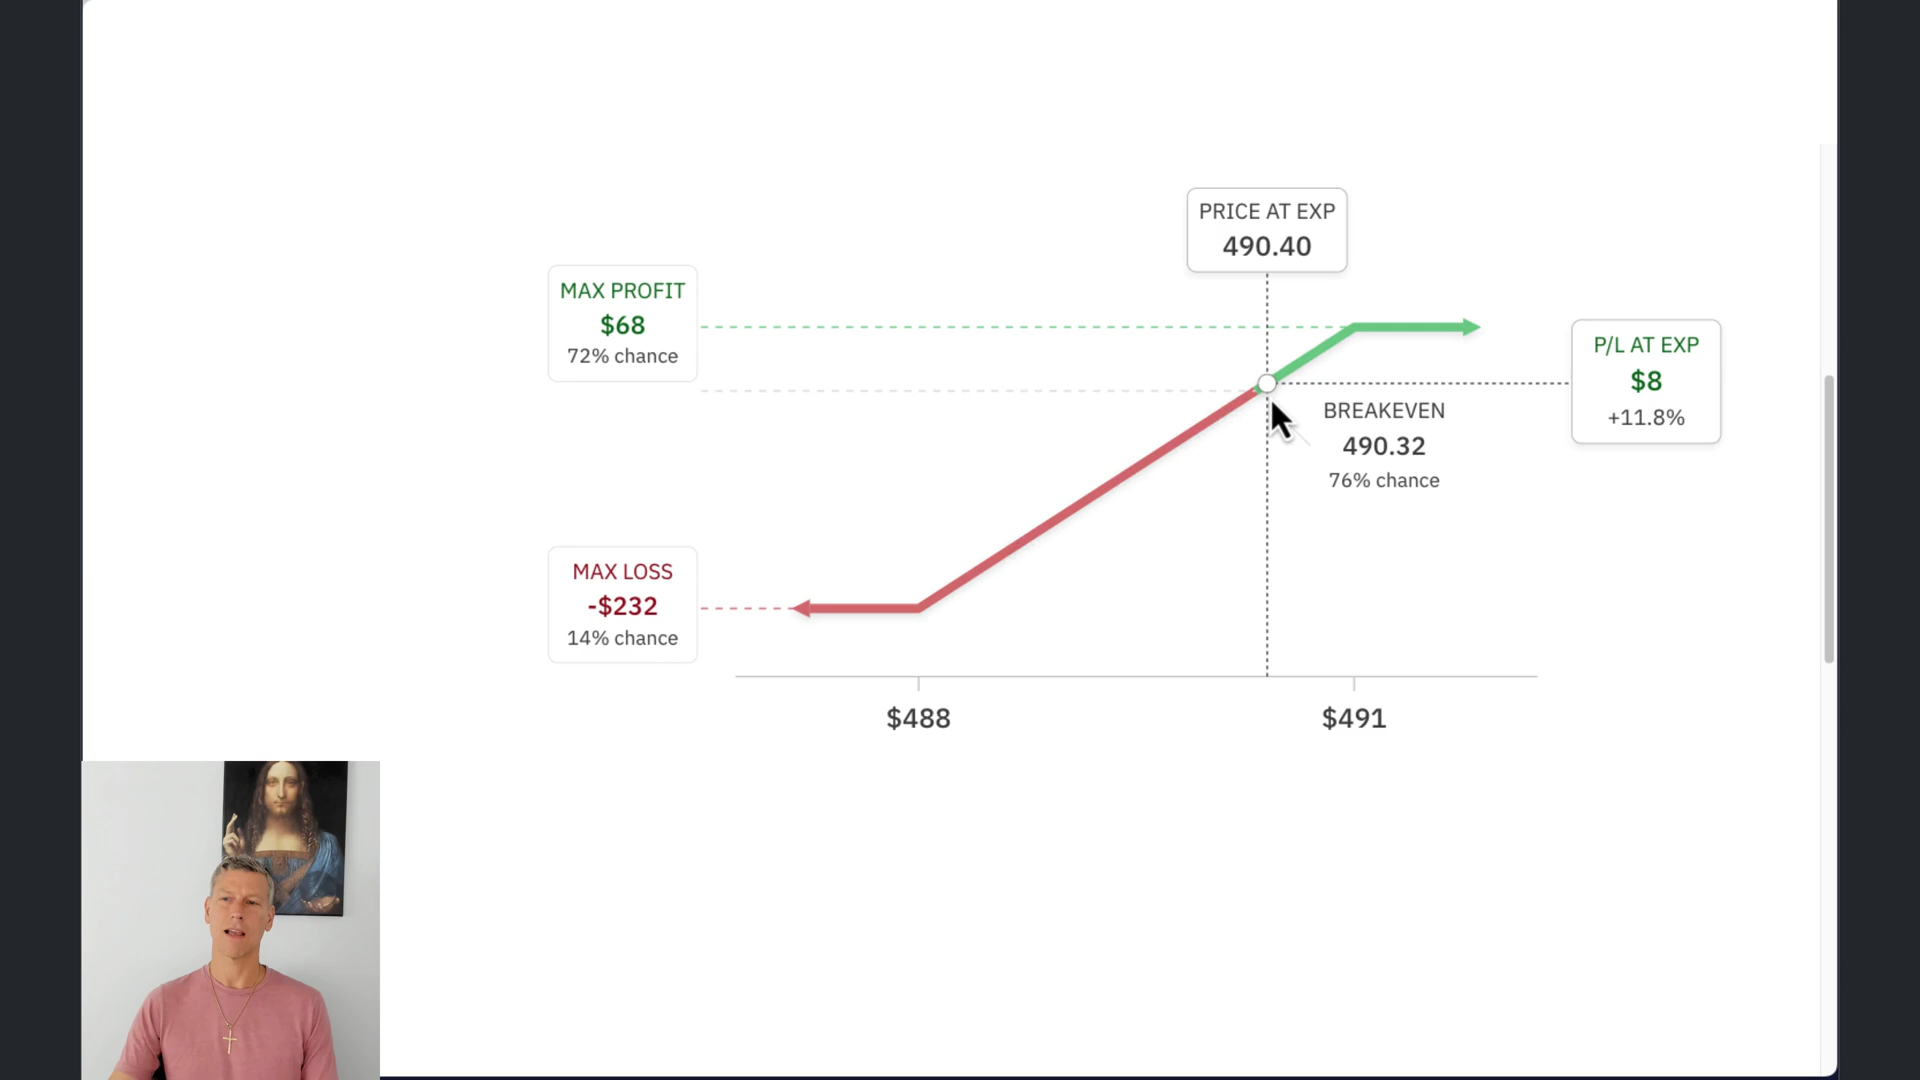 PRICE AT EXP
490.40
MAX PROFIT
$68
72% chance
P/L AT EXP
$8
+11.8%
BREAKEVEN
490.32
76% chance
MAX LOSS
-$232
14% chance
$488
$491